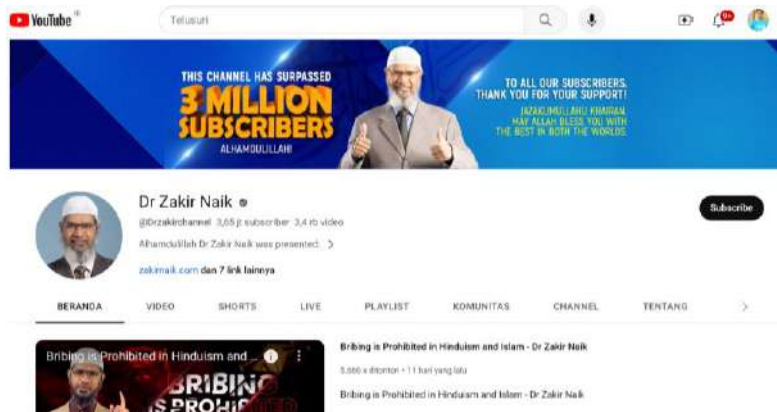 YouTube ID
Telusuri
9+
THIS CHANNEL HAS SURPASSED
3 MILLION
SUBSCRIBERS
ALHAMDULILLAH!
TO ALL OUR SUBSCRIBERS,
THANK YOU FOR YOUR SUPPORT!
JAZAKUMULLAHU KHAIRAN.
MAY ALLAH BLESS YOU WITH
THE BEST IN BOTH THE WORLDS.
Dr Zakir Naik
@Drzakirchannel 3,65 jt subscriber 3,4 rb video
Alhamdulillah Dr Zakir Naik was presented:
zakirnaik.com dan 7 link lainnya
Subscribe
BERANDA VIDEO SHORTS LIVE PLAYLIST KOMUNITAS CHANNEL TENTANG
Bribing is Prohibited in Hinduism and ...
BRIBING
IS PROHIBITED
Bribing is Prohibited in Hinduism and Islam - Dr Zakir Naik
x ditonton • 11 hari yang lalu
Bribing is Prohibited in Hinduism and Islam - Dr Zakir Naik